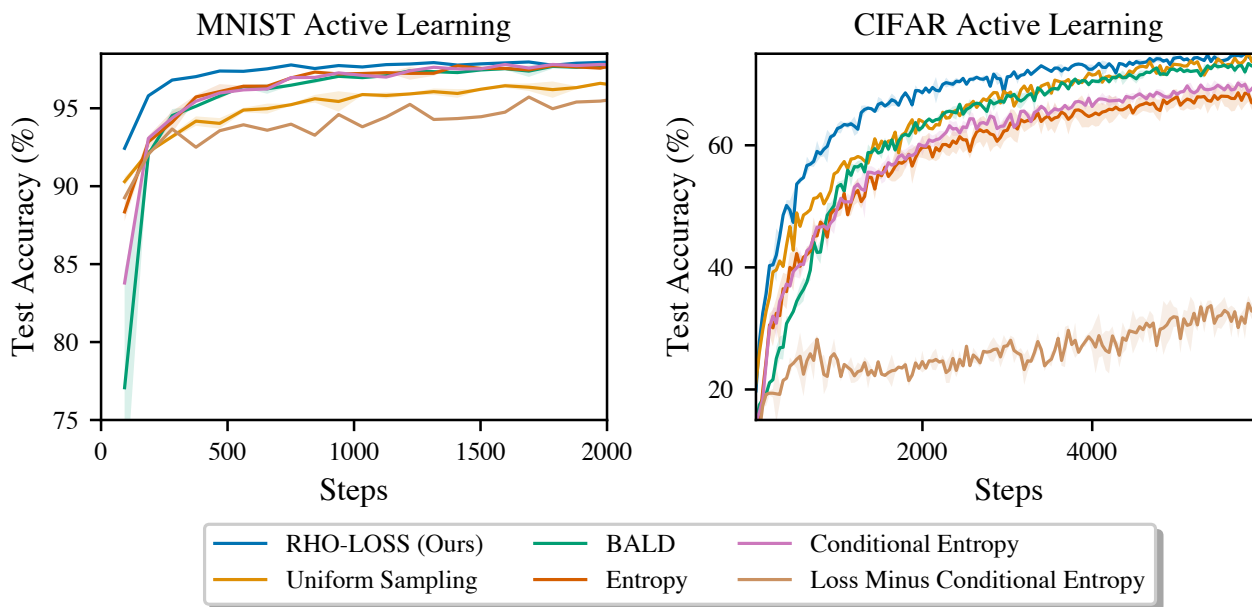 MNIST Active Learning
Test Accuracy (%)
95
90
85
80
75
0
500
1000
1500
2000
Steps
CIFAR Active Learning
Test Accuracy (%)
60
40
20
2000
4000
Steps
RHO-LOSS (Ours)
BALD
Conditional Entropy
Uniform Sampling
Entropy
Loss Minus Conditional Entropy